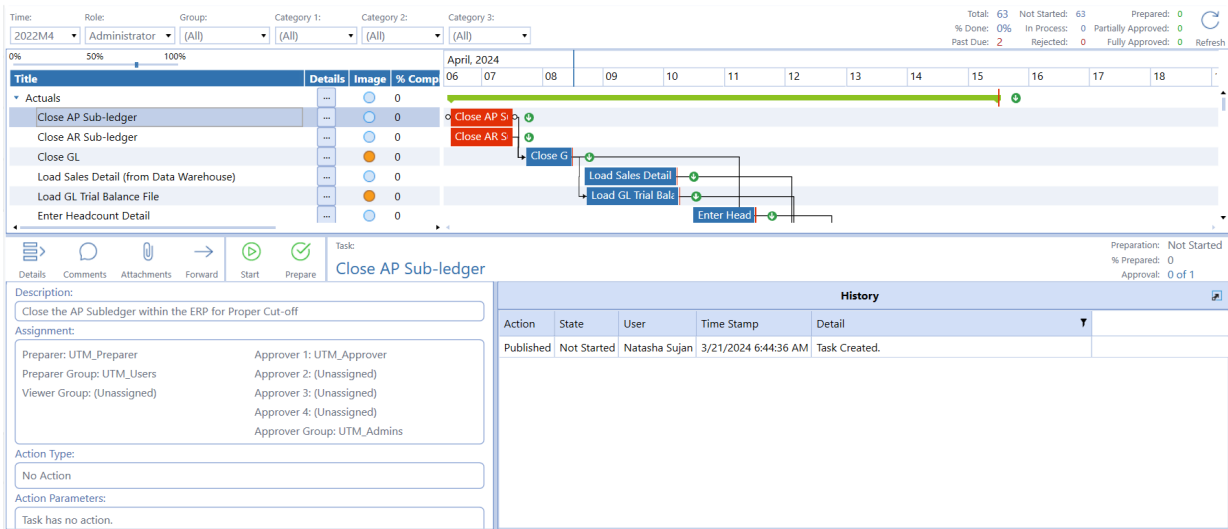 Time: Role: Group: Category 1: Category 2: Category 3:
2022M4 Administrator (All) (All) (All) (All)
Total: 63 Not Started: 63 Prepared: 0
% Done: 0% In Process: 0 Partially Approved: 0
Past Due: 2 Rejected: 0 Fully Approved: 0 Refresh
0% 50% 100% April, 2024
Title Details Image % Comp 06 07 08 09 10 11 12 13 14 15 16 17 18
Actuals ... 0
Close AP Sub-ledger ... 0 Close AP S
Close AR Sub-ledger ... 0 Close AR S
Close GL ... 0 Close G
Load Sales Detail (from Data Warehouse) ... 0 Load Sales Detail
Load GL Trial Balance File ... 0 Load GL Trial Bala
Enter Headcount Detail ... 0 Enter Head
Details Comments Attachments Forward Start Prepare
Task:
Close AP Sub-ledger
Preparation: Not Started
% Prepared: 0
Approval: 0 of 1
Description:
Close the AP Subledger within the ERP for Proper Cut-off
Assignment:
Preparer: UTM_Preparer Approver 1: UTM_Approver
Preparer Group: UTM_Users Approver 2: (Unassigned)
Viewer Group: (Unassigned) Approver 3: (Unassigned)
Approver 4: (Unassigned)
Approver Group: UTM_Admins
Action Type:
No Action
Action Parameters:
Task has no action.
History
Action State User Time Stamp Detail
Published Not Started Natasha Sujan 3/21/2024 6:44:36 AM Task Created.